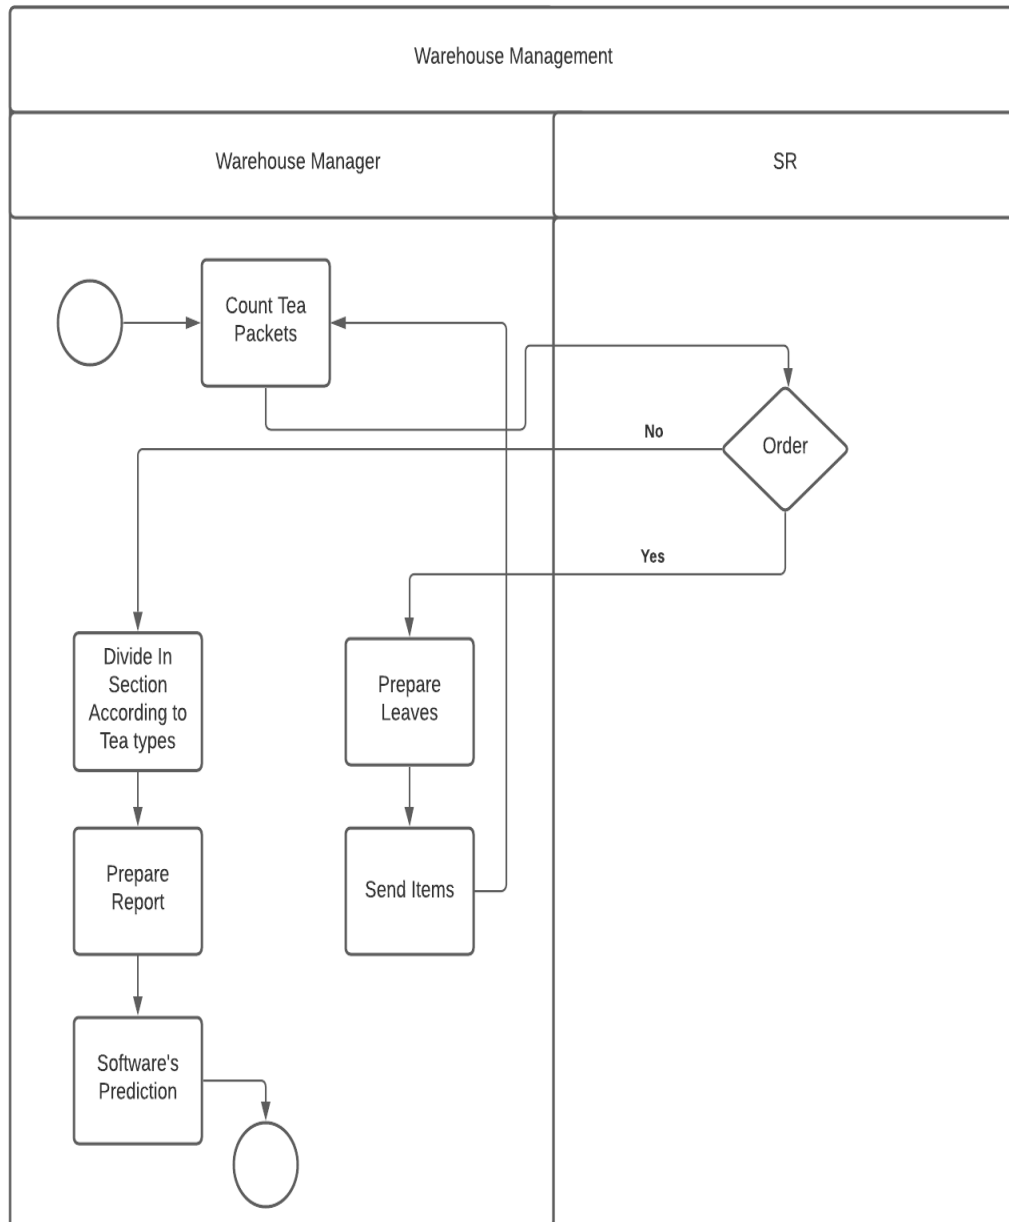 Warehouse Management
Warehouse Manager
SR
Count Tea
Packets
No
Order
Yes
Divide In
Section
According to
Tea types
Prepare
Leaves
Prepare
Report
Send Items
Software's
Prediction